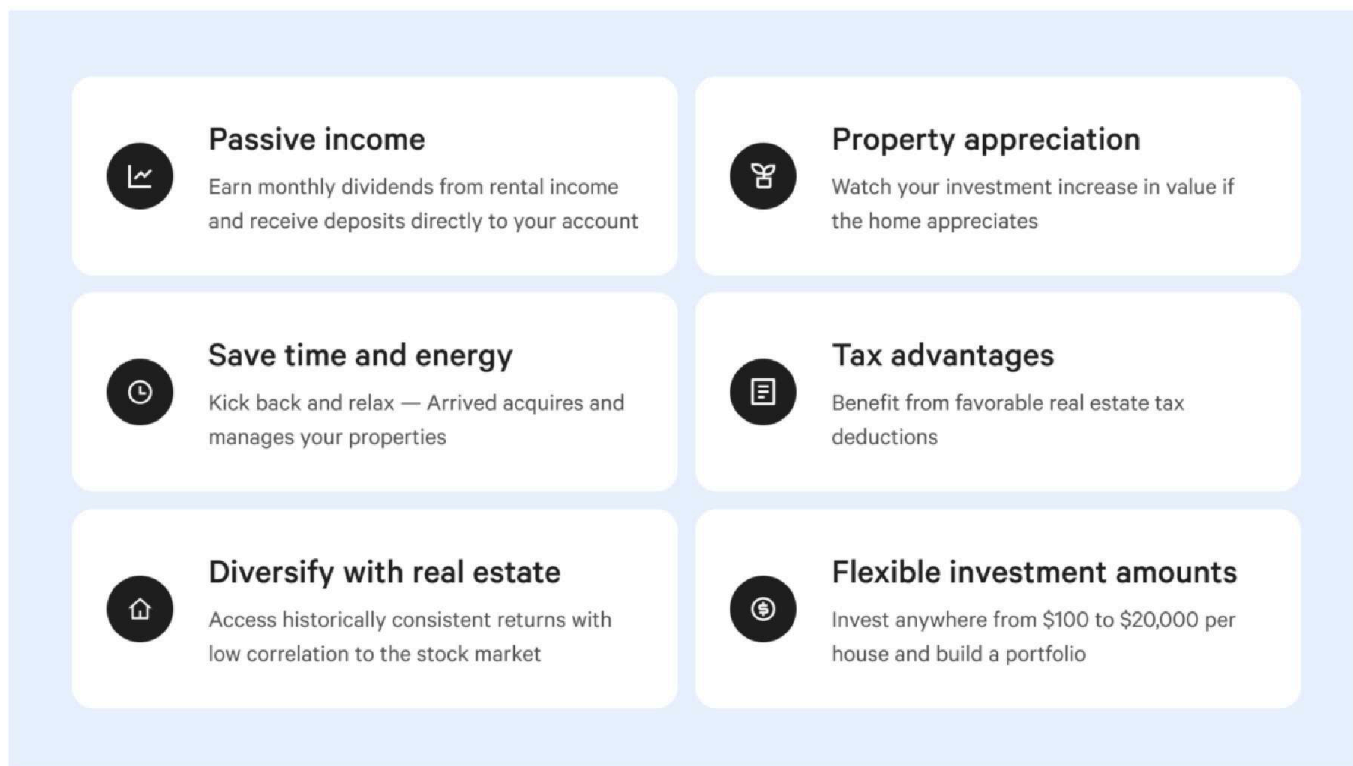 Passive income
Earn monthly dividends from rental income
and receive deposits directly to your account
Property appreciation
Watch your investment increase in value if
the home appreciates
Save time and energy
Kick back and relax — Arrived acquires and
manages your properties
Tax advantages
Benefit from favorable real estate tax
deductions
Diversify with real estate
Access historically consistent returns with
low correlation to the stock market
Flexible investment amounts
Invest anywhere from $100 to $20,000 per
house and build a portfolio